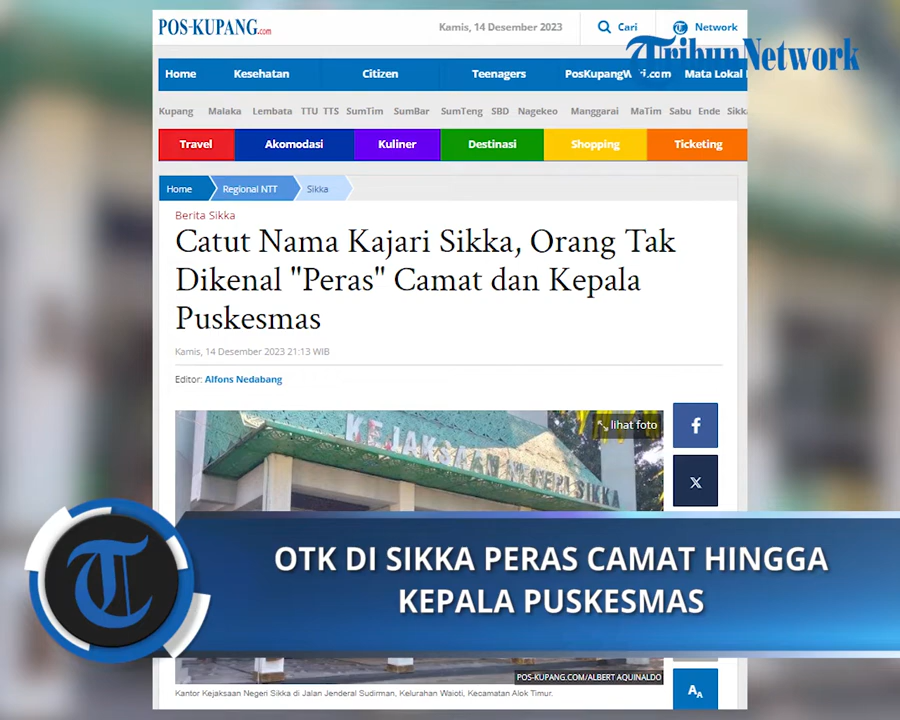 POS-KUPANG.com
Kamis, 14 Desember 2023
Cari
Network
TribunNetwork
Home Kesehatan Citizen Teenagers Mata Lokal
Kupang Malaka Lembata TTU TTS SumTim SumBar SumTeng SBD Nagekeo Manggarai MaTim Sabu Ende
Travel Akomodasi Kuliner Destinasi Shopping Ticketing
Home Regional NTT Sikka
Berita Sikka
Catut Nama Kajari Sikka, Orang Tak
Dikenal "Peras" Camat dan Kepala
Puskesmas
Kamis, 14 Desember 2023 21:13 WIB
Editor: Alfons Nedabang
lihat foto
KEJAKSAAN NEGERI SIKKA
OTK DI SIKKA PERAS CAMAT HINGGA
KEPALA PUSKESMAS
POS-KUPANG.COM/ALBERT AQUINALDO
Kantor Kejaksaan Negeri Sikka di Jalan Jenderal Sudirman, Kelurahan Waioti, Kecamatan Alok Timur.
AA